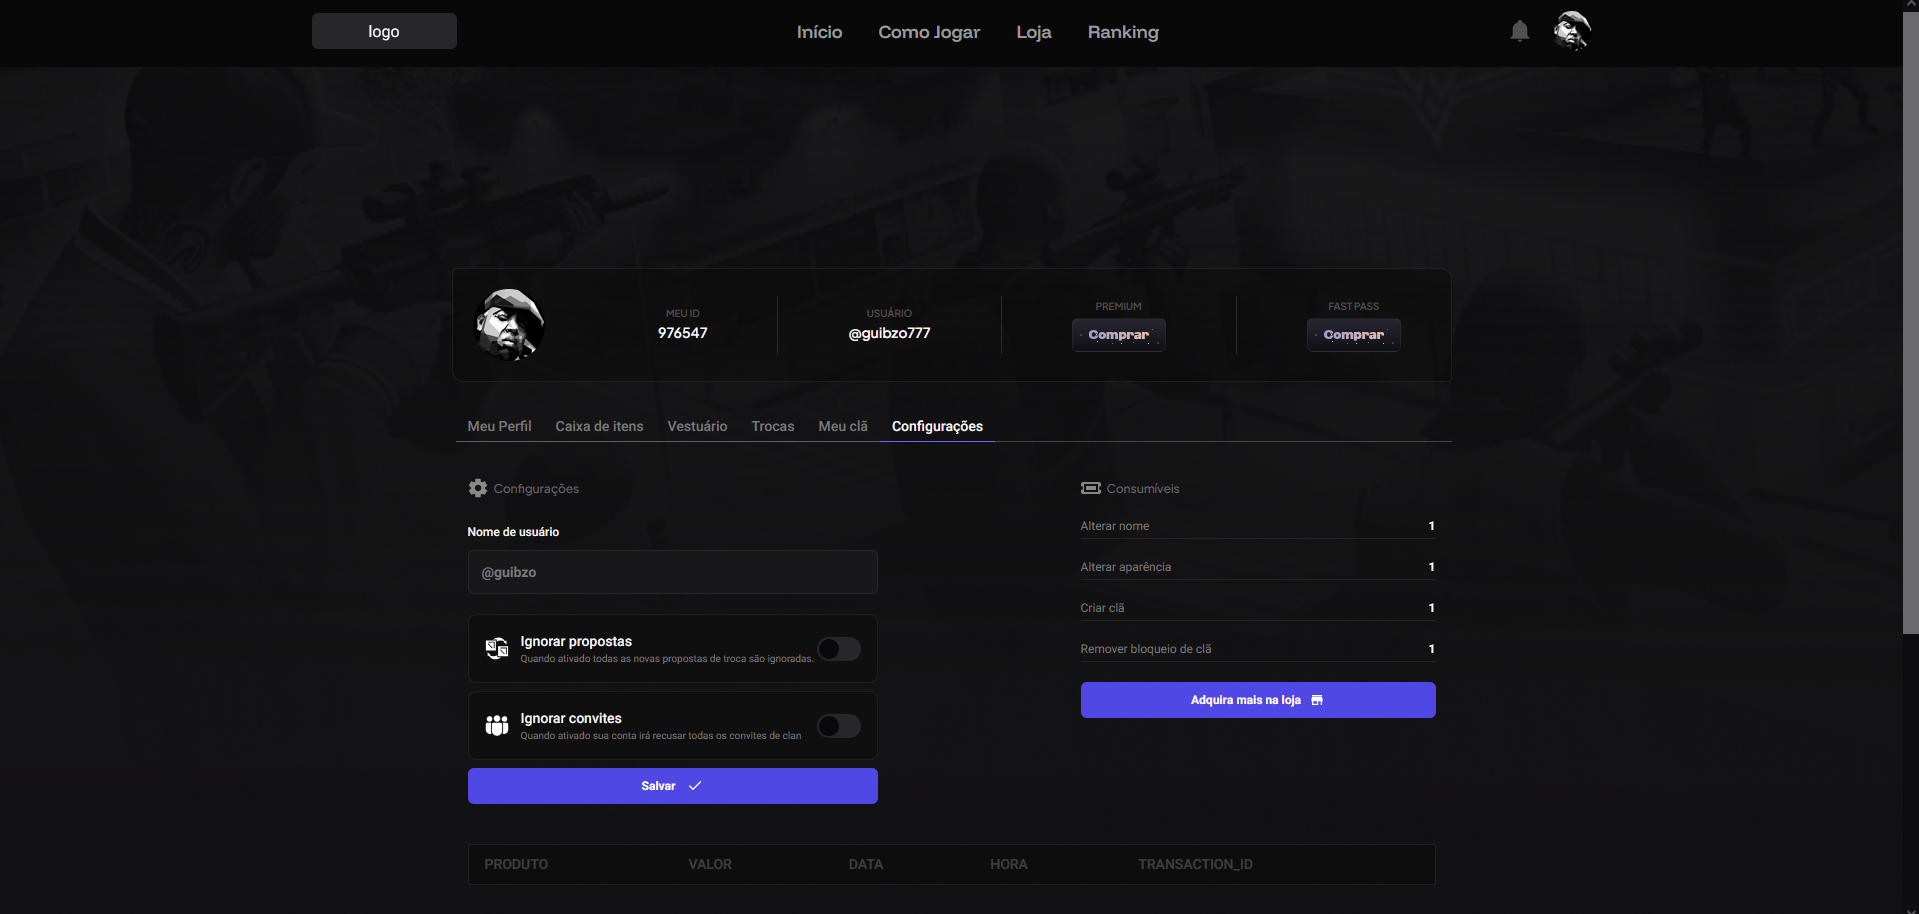 logo
Início
Como Jogar
Loja
Ranking
MEU ID
976547
USUÁRIO
@guibzo777
PREMIUM
Comprar
FAST PASS
Comprar
Meu Perfil
Caixa de itens
Vestuário
Trocas
Meu clã
Configurações
Configurações
Nome de usuário
@guibzo
Ignorar propostas
Quando ativado todas as novas propostas de troca são ignoradas.
Ignorar convites
Quando ativado sua conta irá recusar todas os convites de clan
Salvar
Consumíveis
Alterar nome 1
Alterar aparência 1
Criar clã 1
Remover bloqueio de clã 1
Adquira mais na loja
PRODUTO VALOR DATA HORA TRANSACTION_ID